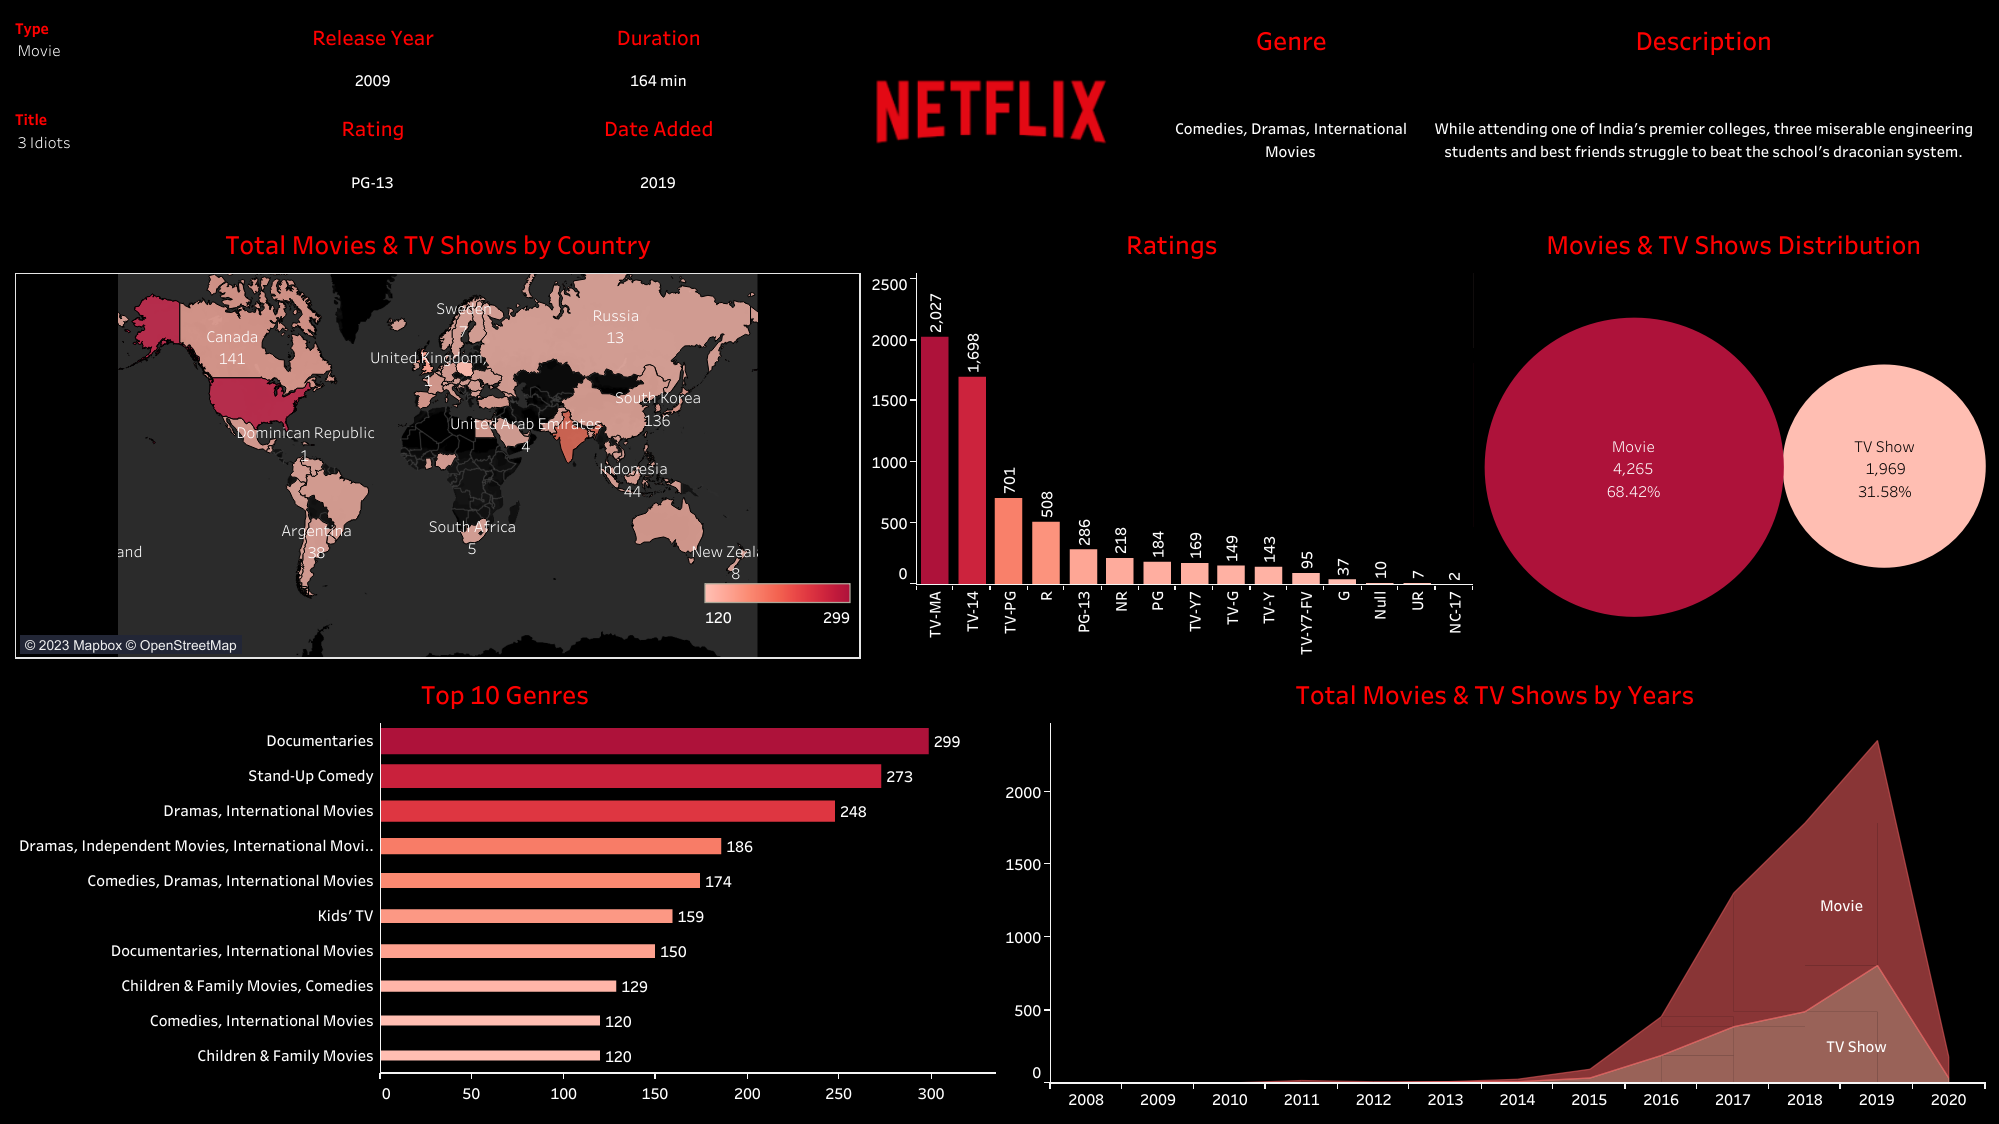 Type
Movie
Release Year
2009
Duration
164 min
Title
3 Idiots
Rating
PG-13
Date Added
2019
NETFLIX
Genre
Comedies, Dramas, International
Movies
Description
While attending one of India's premier colleges, three miserable engineering
students and best friends struggle to beat the school's draconian system.
Total Movies & TV Shows by Country
Canada
141
Sweden
7
Russia
13
United Kingdom,
1
South Korea
136
Dominican Republic
1
United Arab Emirates
4
Indonesia
44
Argentina
38
South Africa
5
and
New Zeal
8
120
299
© 2023 Mapbox © OpenStreetMap
Ratings
2500
2000
1500
1000
500
0
2,027
1,698
701
508
286
218
184
169
149
143
95
37
10
7
2
TV-MA
TV-14
TV-PG
R
PG-13
NR
PG
TV-Y7
TV-G
TV-Y
TV-Y7-FV
G
Null
UR
NC-17
Movies & TV Shows Distribution
Movie
4,265
68.42%
TV Show
1,969
31.58%
Top 10 Genres
Documentaries
299
Stand-Up Comedy
273
Dramas, International Movies
248
Dramas, Independent Movies, International Movi..
186
Comedies, Dramas, International Movies
174
Kids' TV
159
Documentaries, International Movies
150
Children & Family Movies, Comedies
129
Comedies, International Movies
120
Children & Family Movies
120
0 50 100 150 200 250 300
Total Movies & TV Shows by Years
2000
1500
1000
500
0
Movie
TV Show
2008 2009 2010 2011 2012 2013 2014 2015 2016 2017 2018 2019 2020